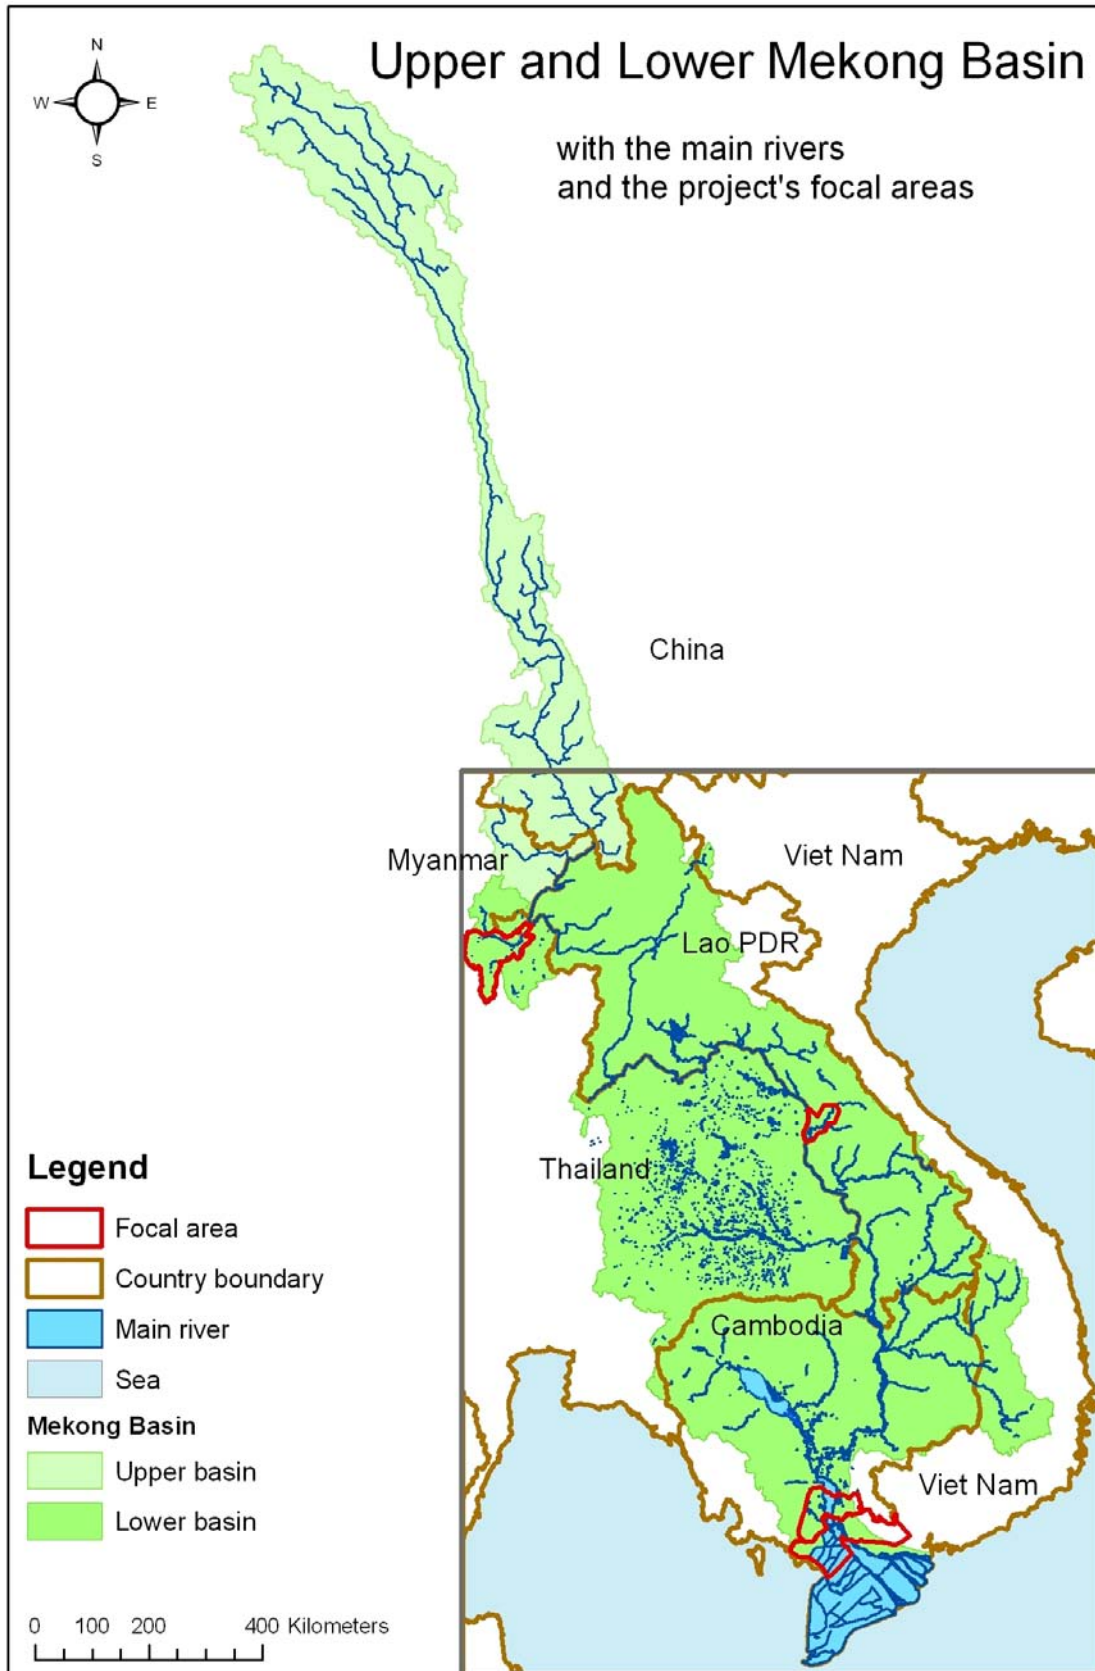 Upper and Lower Mekong Basin
with the main rivers
and the project's focal areas
N
W
E
S
China
Myanmar
Viet Nam
Lao PDR
Thailand
Cambodia
Viet Nam
Legend
Focal area
Country boundary
Main river
Sea
Mekong Basin
Upper basin
Lower basin
0 100 200 400 Kilometers